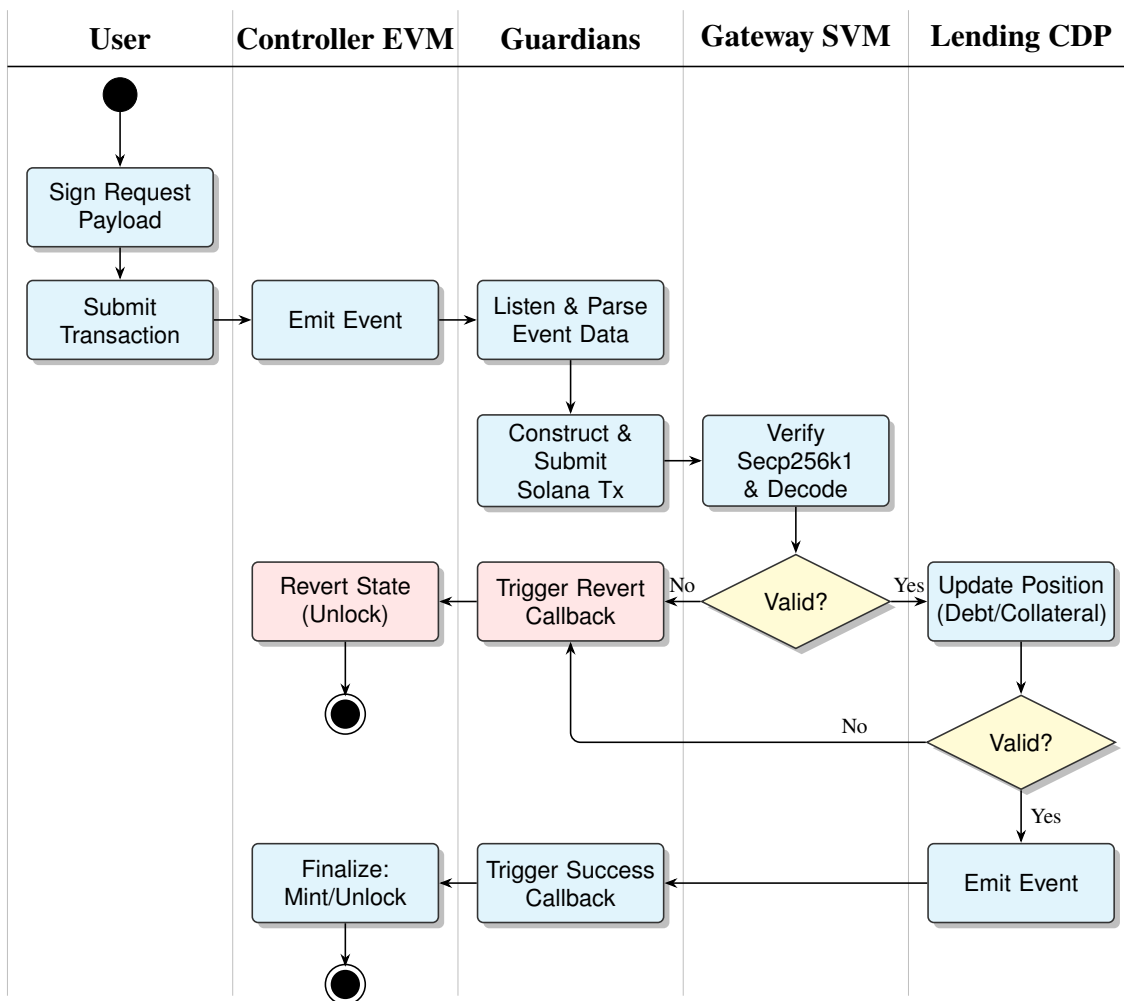 User
Controller EVM
Guardians
Gateway SVM
Lending CDP
Sign Request
Payload
Submit
Transaction
Emit Event
Listen & Parse
Event Data
Construct &
Submit
Solana Tx
Verify
Secp256k1
& Decode
Revert State
(Unlock)
Trigger Revert
Callback
No
Valid?
Yes
Update Position
(Debt/Collateral)
No
Valid?
Yes
Finalize:
Mint/Unlock
Trigger Success
Callback
Emit Event